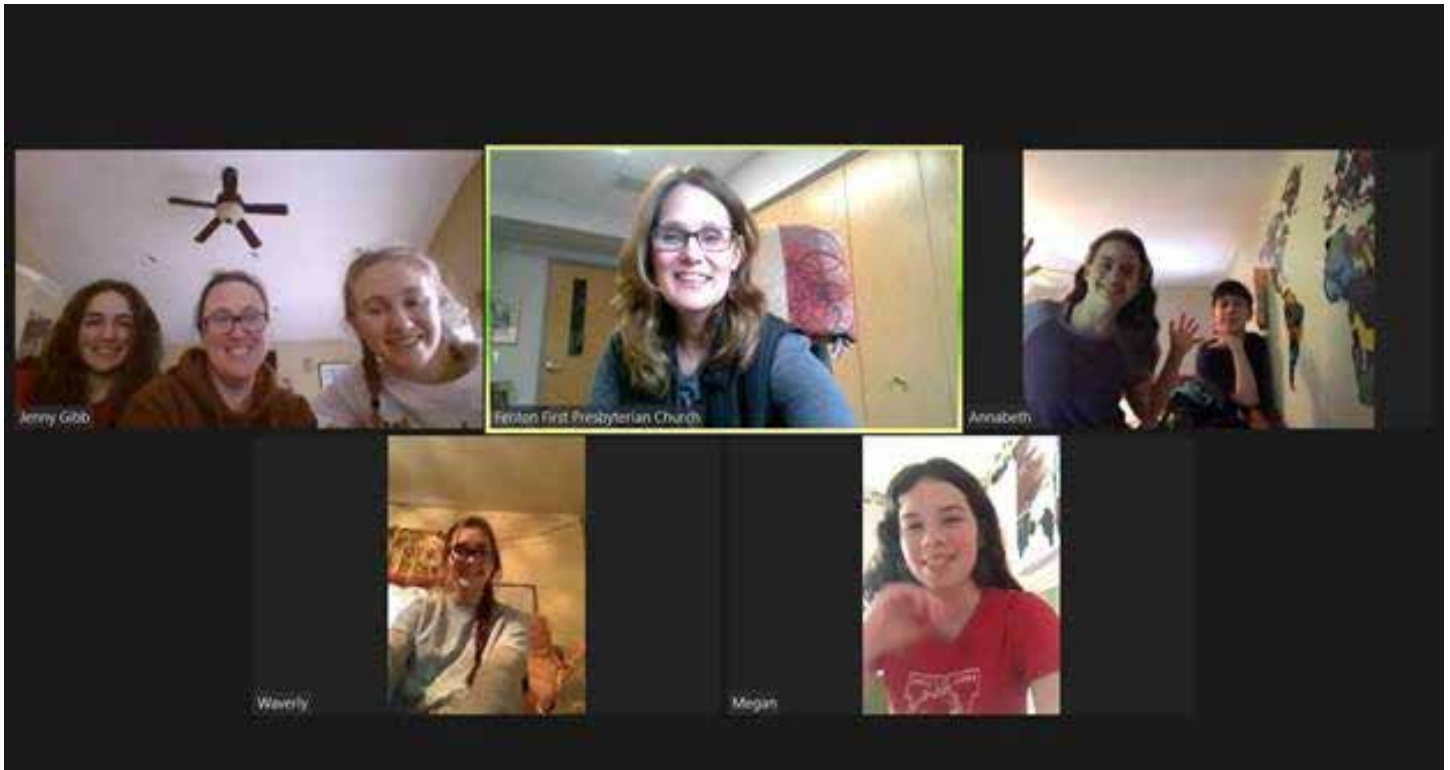 Jenny Gibb
Fenton First Presbyterian Church
Annabeth
Waverly
Megan